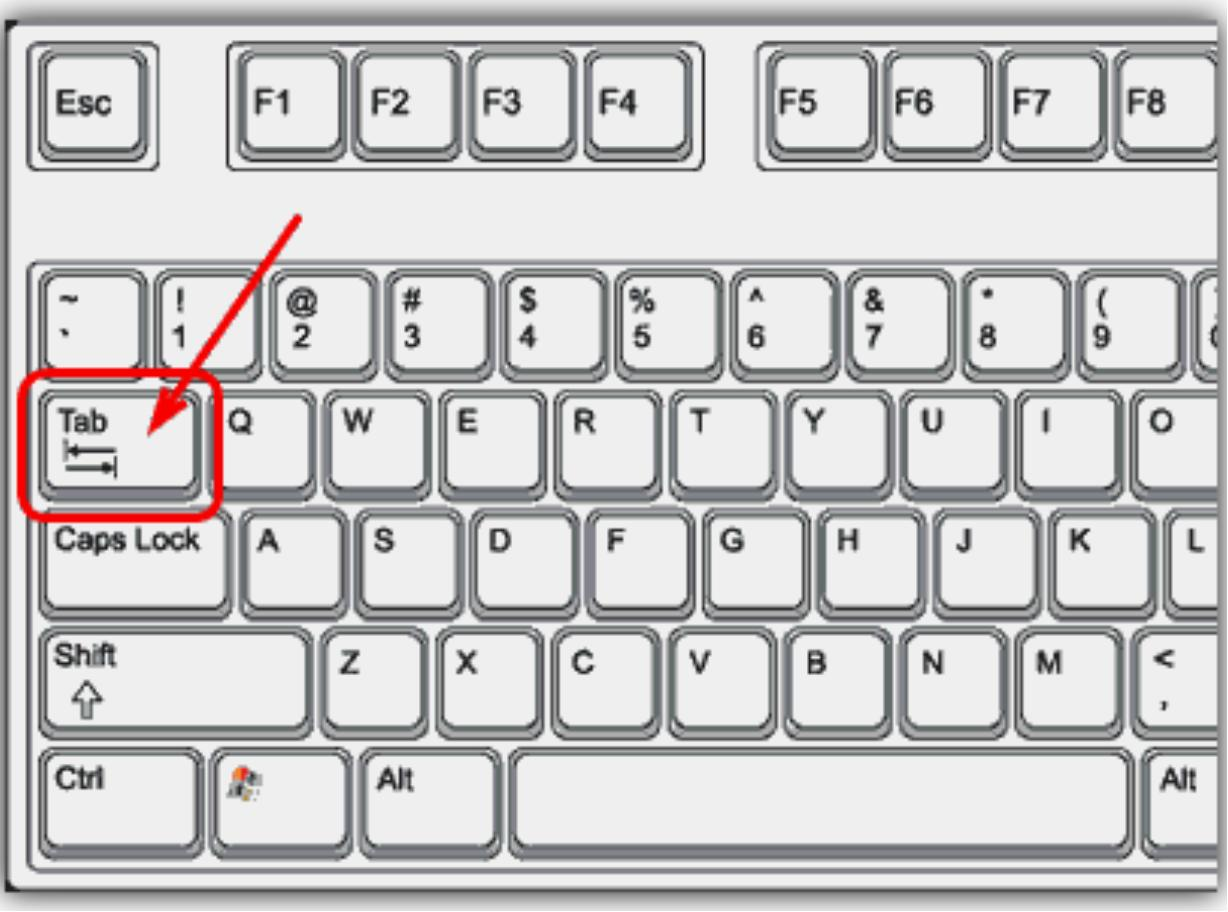 Esc F1 F2 F3 F4 F5 F6 F7 F8
~ ! @ # $ % ^ & * (
` 1 2 3 4 5 6 7 8 9
Tab Q W E R T Y U I O
Caps Lock A S D F G H J K L
Shift Z X C V B N M <
,
Ctrl Alt Alt